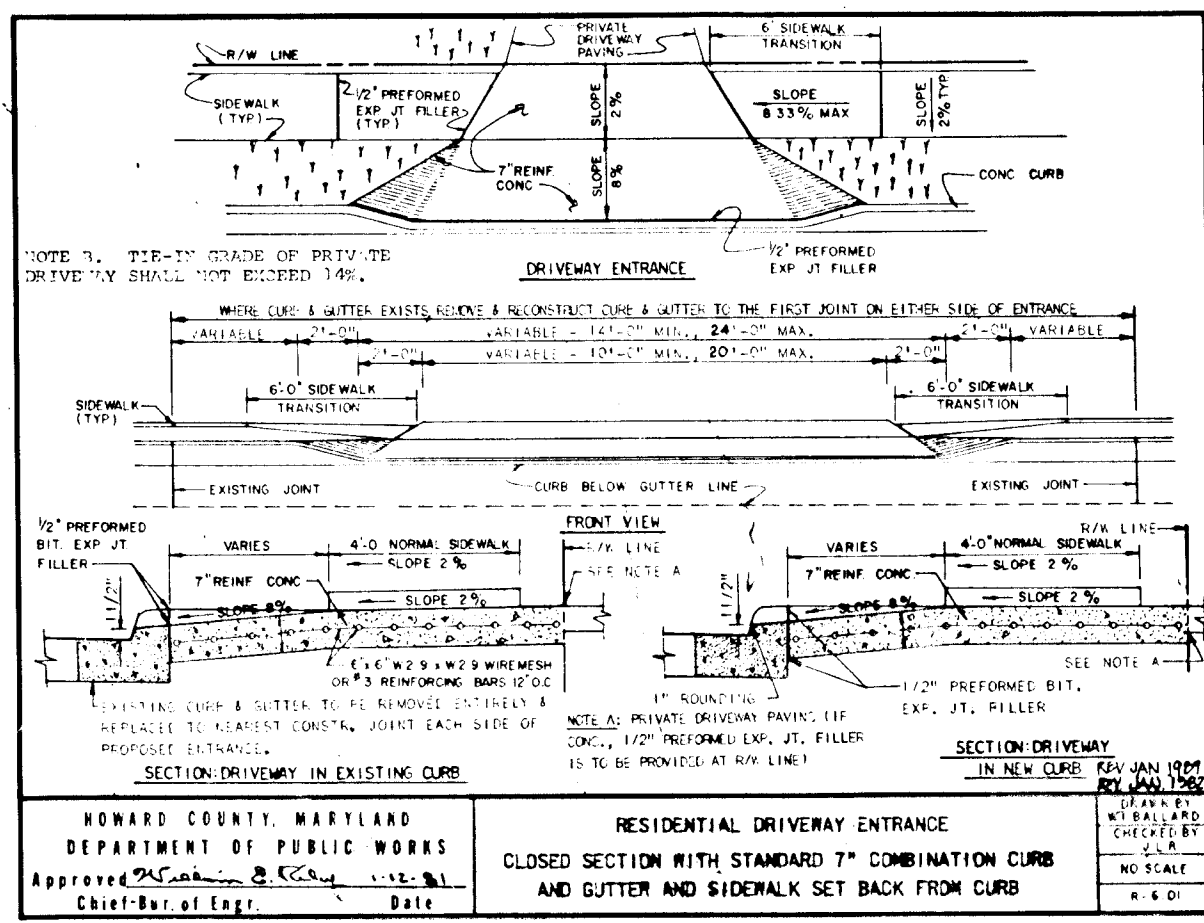 PRIVATE
DRIVEWAY
PAVING
6' SIDEWALK
TRANSITION
R/W LINE
SIDEWALK
(TYP)
1/2" PREFORMED
EXP JT FILLER
(TYP)
SLOPE
2%
SLOPE
8 33% MAX
SLOPE
2% TYP
7" REINF
CONC
SLOPE
8%
CONC CURB
1/2" PREFORMED
EXP JT FILLER
NOTE B. TIE-IN GRADE OF PRIVATE
DRIVEWAY SHALL NOT EXCEED 14%.
DRIVEWAY ENTRANCE
WHERE CURB & GUTTER EXISTS, REMOVE & RECONSTRUCT CURB & GUTTER TO THE FIRST JOINT ON EITHER SIDE OF ENTRANCE
VARIABLE 2'-0" VARIABLE - 14'-0" MIN., 24'-0" MAX. 2'-0" VARIABLE
2'-0" VARIABLE - 10'-0" MIN., 20'-0" MAX. 2'-0"
6'-0" SIDEWALK
TRANSITION
6'-0" SIDEWALK
TRANSITION
SIDEWALK
(TYP)
EXISTING JOINT
CURB BELOW GUTTER LINE
EXISTING JOINT
FRONT VIEW
1/2" PREFORMED
BIT. EXP JT.
FILLER
VARIES
4'-0 NORMAL SIDEWALK
SLOPE 2%
R/W LINE
SEE NOTE A
7" REINF CONC
SLOPE 2%
SLOPE 8%
1 1/2"
6"x 6" W2 9 x W2 9 WIREMESH
OR #3 REINFORCING BARS 12" O.C
EXISTING CURB & GUTTER TO BE REMOVED ENTIRELY &
REPLACED TO NEAREST CONSTR. JOINT EACH SIDE OF
PROPOSED ENTRANCE.
SECTION: DRIVEWAY IN EXISTING CURB
R/W LINE
VARIES
4'-0" NORMAL SIDEWALK
SLOPE 2%
7" REINF. CONC.
SLOPE 2%
SLOPE 8%
1 1/2"
SEE NOTE A
1" ROUNDING
1/2" PREFORMED BIT.
EXP. JT. FILLER
NOTE A: PRIVATE DRIVEWAY PAVING (IF
CONC., 1/2" PREFORMED EXP. JT. FILLER
IS TO BE PROVIDED AT R/W LINE)
SECTION: DRIVEWAY
IN NEW CURB
REV JAN 1989
REV. JAN. 1982
HOWARD COUNTY, MARYLAND
DEPARTMENT OF PUBLIC WORKS
Approved William E. Riley 1-12-81
Chief-Bur. of Engr. Date
RESIDENTIAL DRIVEWAY ENTRANCE
CLOSED SECTION WITH STANDARD 7" COMBINATION CURB
AND GUTTER AND SIDEWALK SET BACK FROM CURB
DRAWN BY
W T BALLARD
CHECKED BY
J L R
NO SCALE
R-6.01